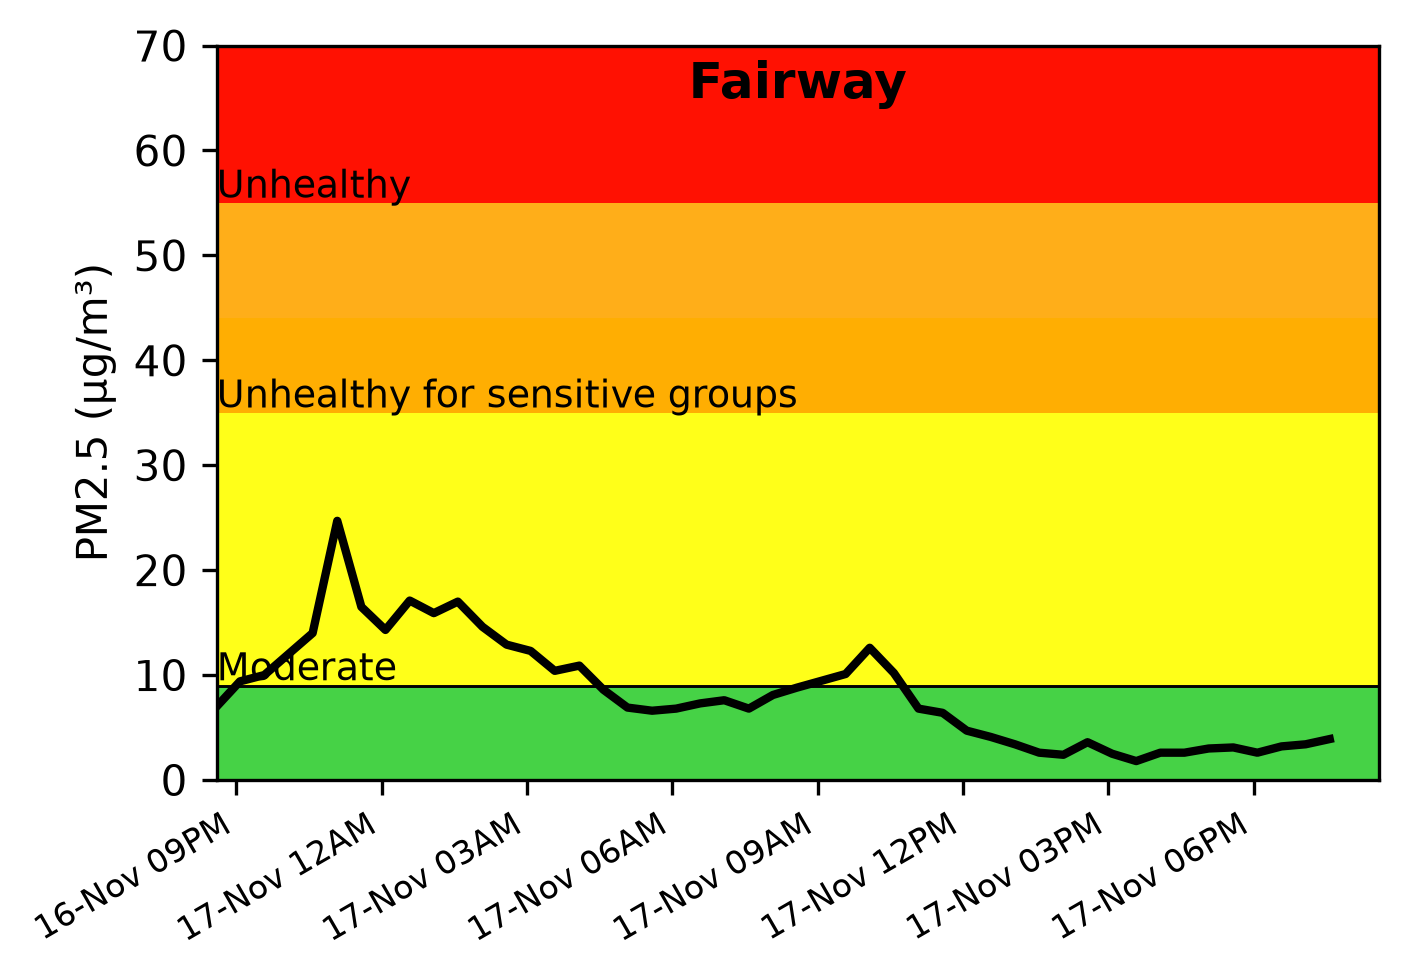 Fairway
PM2.5 (µg/m³)
70
60
50
40
30
20
10
0
Unhealthy
Unhealthy for sensitive groups
Moderate
16-Nov 09PM
17-Nov 12AM
17-Nov 03AM
17-Nov 06AM
17-Nov 09AM
17-Nov 12PM
17-Nov 03PM
17-Nov 06PM